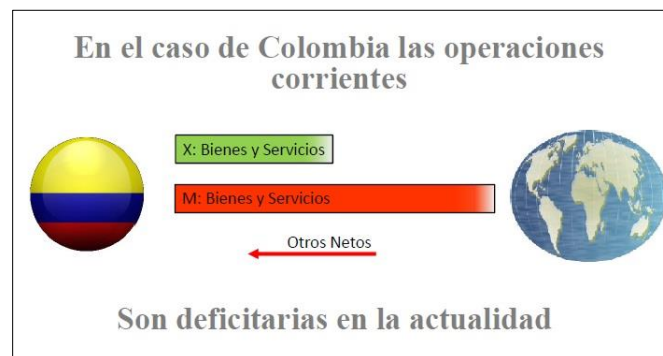 En el caso de Colombia las operaciones
corrientes
X: Bienes y Servicios
M: Bienes y Servicios
Otros Netos
Son deficitarias en la actualidad